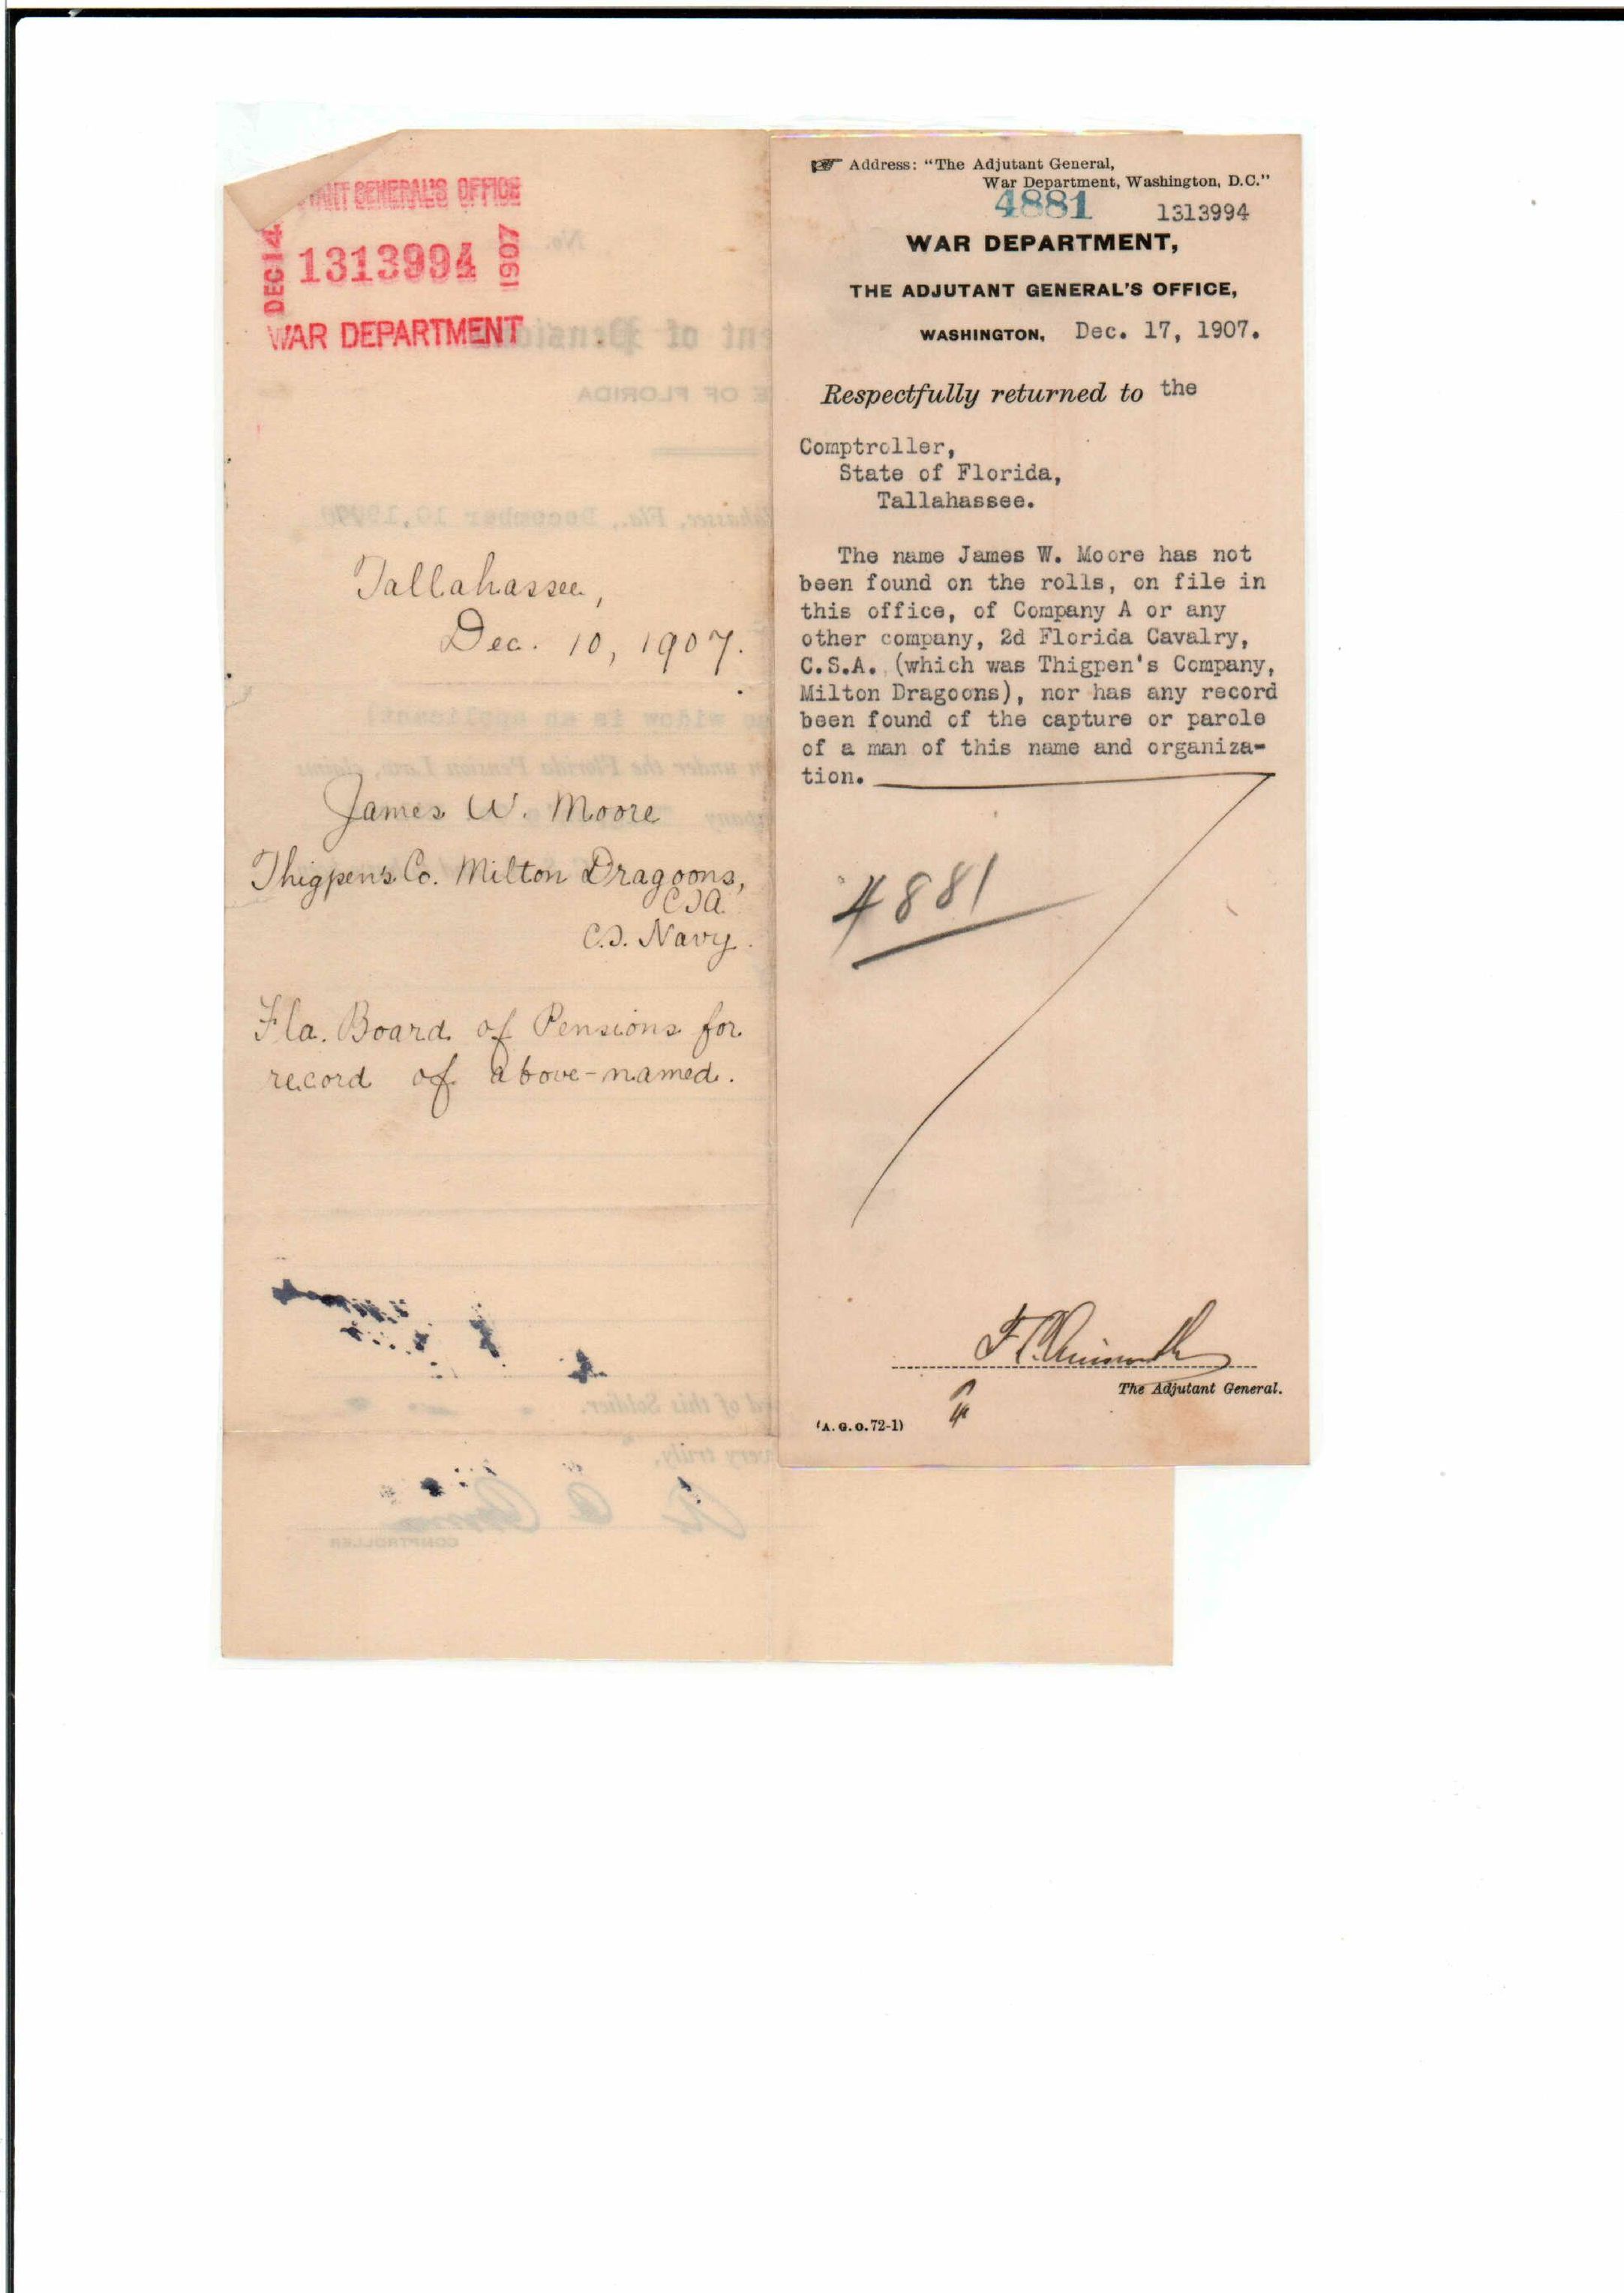 GENERAL'S OFFICE
DEC 14
1313994
1907
WAR DEPARTMENT
Tallahassee,
Dec. 10, 1907.
James W. Moore
Thigpen's Co. Milton Dragoons,
C.S.A.
C.S. Navy.
Fla. Board of Pensions for
record of above-named.
Address: "The Adjutant General,
War Department, Washington, D.C."
4881 1313994
WAR DEPARTMENT,
THE ADJUTANT GENERAL'S OFFICE,
WASHINGTON, Dec. 17, 1907.
Respectfully returned to the
Comptroller,
State of Florida,
Tallahassee.
The name James W. Moore has not
been found on the rolls, on file in
this office, of Company A or any
other company, 2d Florida Cavalry,
C.S.A. (which was Thigpen's Company,
Milton Dragoons), nor has any record
been found of the capture or parole
of a man of this name and organiza-
tion.
4881
The Adjutant General.
(A.G.O. 72-1)